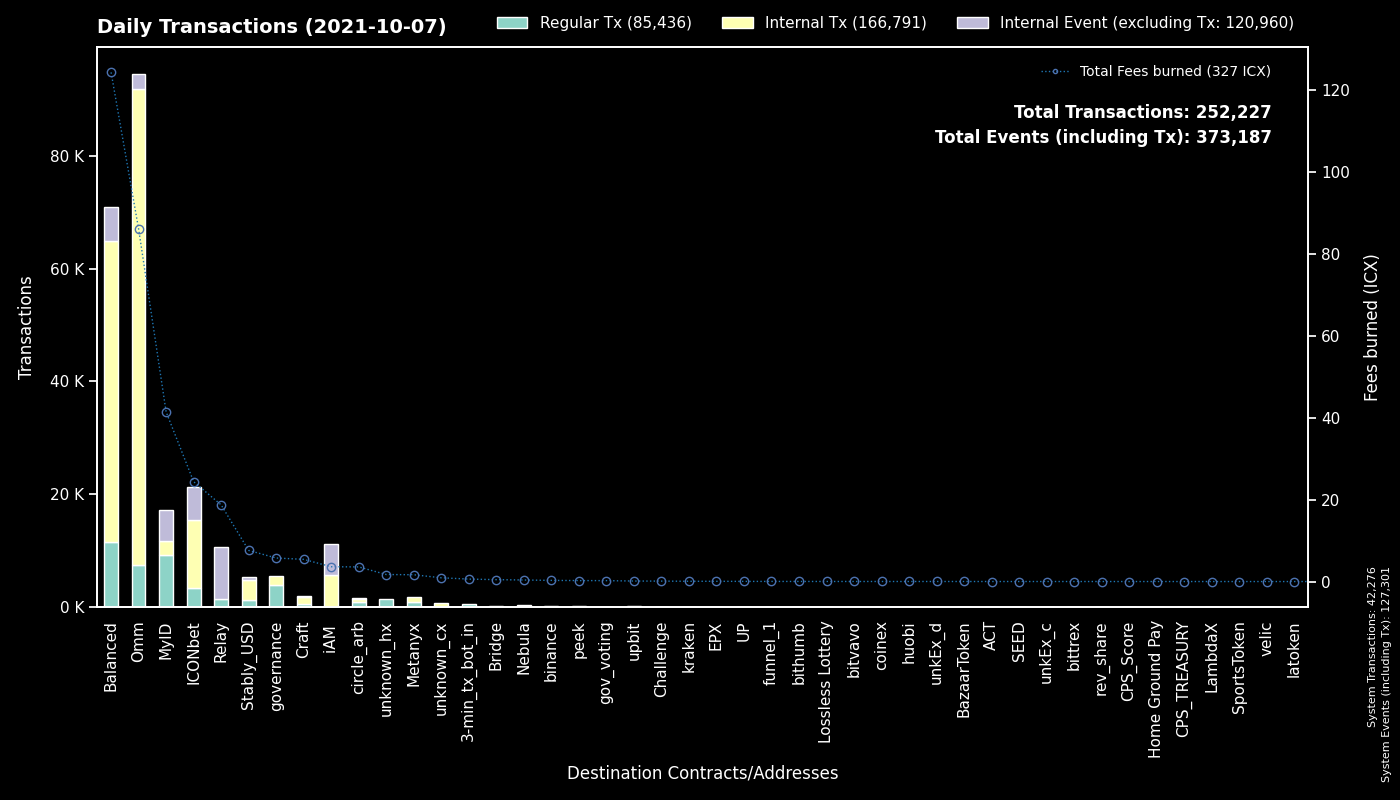 Daily Transactions (2021-10-07)
Regular Tx (85,436)
Internal Tx (166,791)
Internal Event (excluding Tx: 120,960)
Total Fees burned (327 ICX)
Total Transactions: 252,227
Total Events (including Tx): 373,187
Transactions
80 K
60 K
40 K
20 K
0 K
120
100
80
60
40
20
0
Fees burned (ICX)
Balanced
Omm
MyID
ICONbet
Relay
Stably_USD
governance
Craft
iAM
circle_arb
unknown_hx
Metanyx
unknown_cx
3-min_tx_bot_in
Bridge
Nebula
binance
peek
gov_voting
upbit
Challenge
kraken
EPX
UP
funnel_1
bithumb
Lossless Lottery
bitvavo
coinex
huobi
unkEx_d
BazaarToken
ACT
SEED
unkEx_c
bittrex
rev_share
CPS_Score
Home Ground Pay
CPS_TREASURY
LambdaX
SportsToken
velic
latoken
Destination Contracts/Addresses
System Transactions: 42,276
System Events (including Tx): 127,301